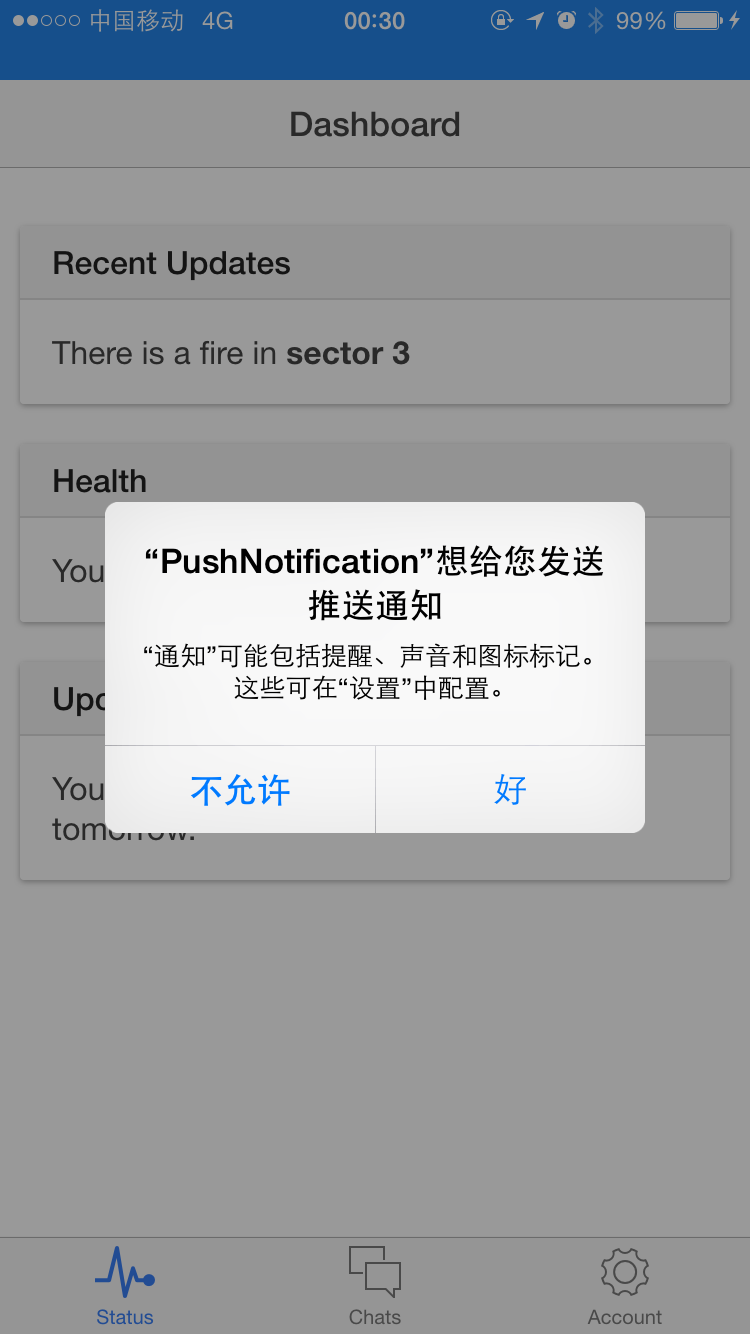 中国移动 4G 00:30 99%
Dashboard
Recent Updates
There is a fire in sector 3
Health
You
“PushNotification”想给您发送
推送通知
“通知”可能包括提醒、声音和图标标记。
这些可在“设置”中配置。
You
tomorrow.
不允许 好
Status Chats Account